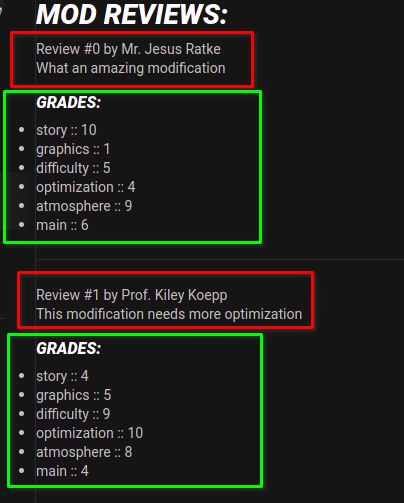 MOD REVIEWS:
Review #0 by Mr. Jesus Ratke
What an amazing modification
GRADES:
story :: 10
graphics :: 1
difficulty :: 5
optimization :: 4
atmosphere :: 9
main :: 6
Review #1 by Prof. Kiley Koepp
This modification needs more optimization
GRADES:
story :: 4
graphics :: 5
difficulty :: 9
optimization :: 10
atmosphere :: 8
main :: 4